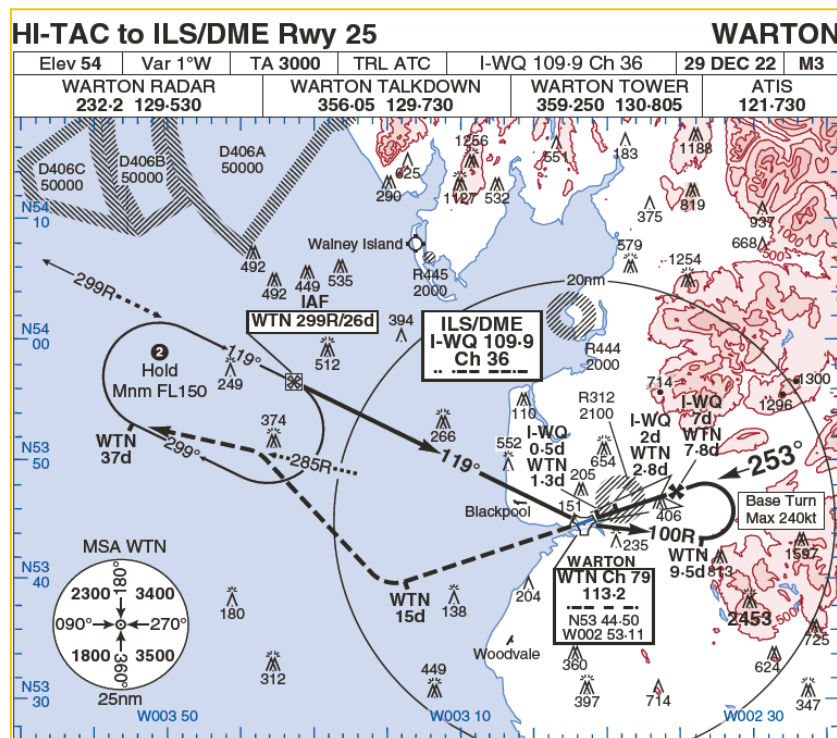 HI-TAC to ILS/DME Rwy 25 WARTON
Elev 54 Var 1°W TA 3000 TRL ATC I-WQ 109·9 Ch 36 29 DEC 22 M3
WARTON RADAR WARTON TALKDOWN WARTON TOWER ATIS
232·2 129·530 356·05 129·730 359·250 130·805 121·730
D406C
50000
D406B
50000
D406A
50000
N53
10
N54
00
N53
50
N53
40
N53
30
1256
625
290
1127
532
551
183
1188
819
375
937
668
500
Walney Island
R445
2000
579
1254
20nm
492
492
449
535
299R
IAF
WTN 299R/26d
394
512
ILS/DME
I-WQ 109·9
Ch 36
R444
2000
2
Hold
Mnm FL150
119°
249
714
1300
1296
R312
2100
I-WQ
7d
WTN
7·8d
I-WQ
2d
WTN
2·8d
110
I-WQ
0·5d
WTN
1·3d
374
266
552
654
205
WTN
37d
299°
285R
119°
253°
Blackpool
151
406
Base Turn
Max 240kt
235
100R
WTN
9·5d
813
1597
5000
MSA WTN
2300 3400
180°
090° 270°
360°
1800 3500
25nm
180
WTN
15d
138
204
WARTON
WTN Ch 79
113·2
N53 44·50
W002 53·11
2453
725
Woodvale
360
624
312
449
397
714
347
W003 50
W003 10
W002 30